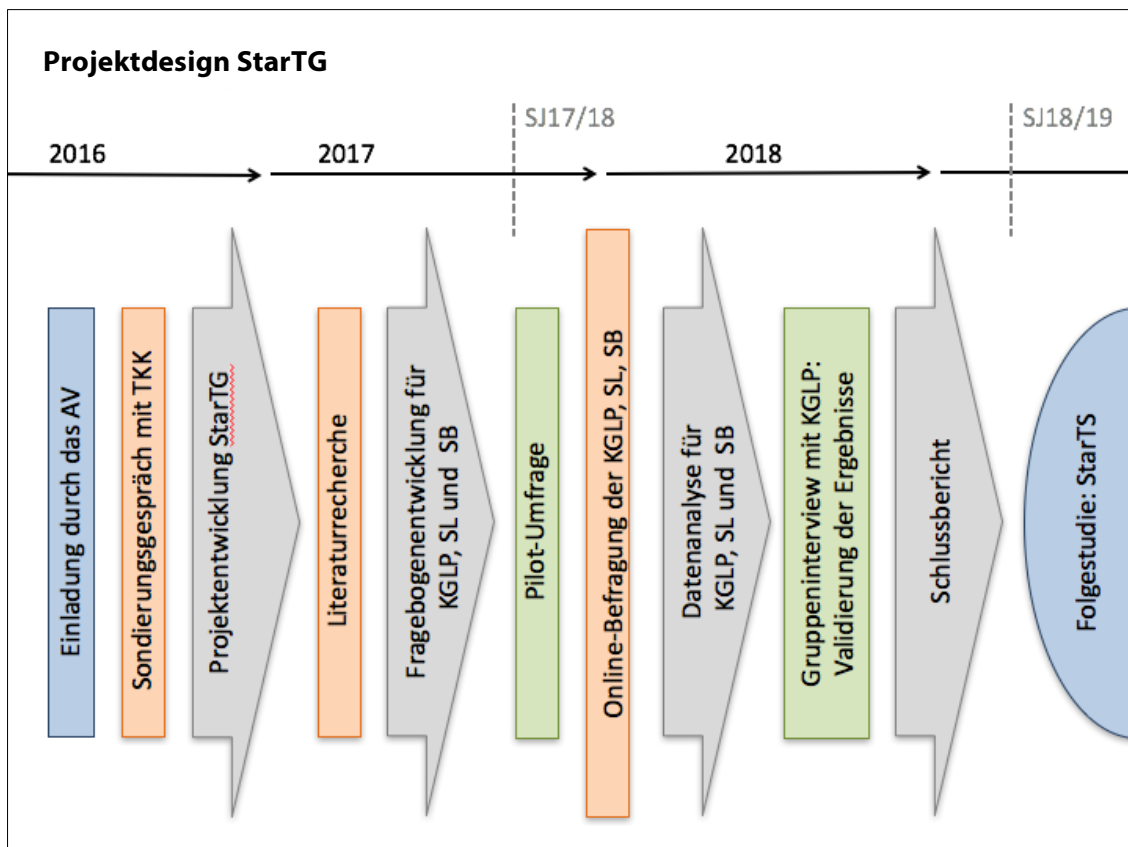 Projektdesign StarTG
SJ17/18
SJ18/19
2016
2017
2018
Einladung durch das AV
Sondierungsgespräch mit TKK
Projektentwicklung StarTG
Literaturrecherche
Fragebogenentwicklung für
KGLP, SL und SB
Pilot-Umfrage
Online-Befragung der KGLP, SL, SB
Datenanalyse für
KGLP, SL und SB
Gruppeninterview mit KGLP:
Validierung der Ergebnisse
Schlussbericht
Folgestudie: StarTS